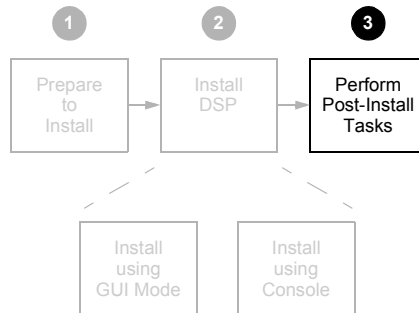 1
2
3
Prepare
to
Install
Install
DSP
Perform
Post-Install
Tasks
Install
using
GUI Mode
Install
using
Console